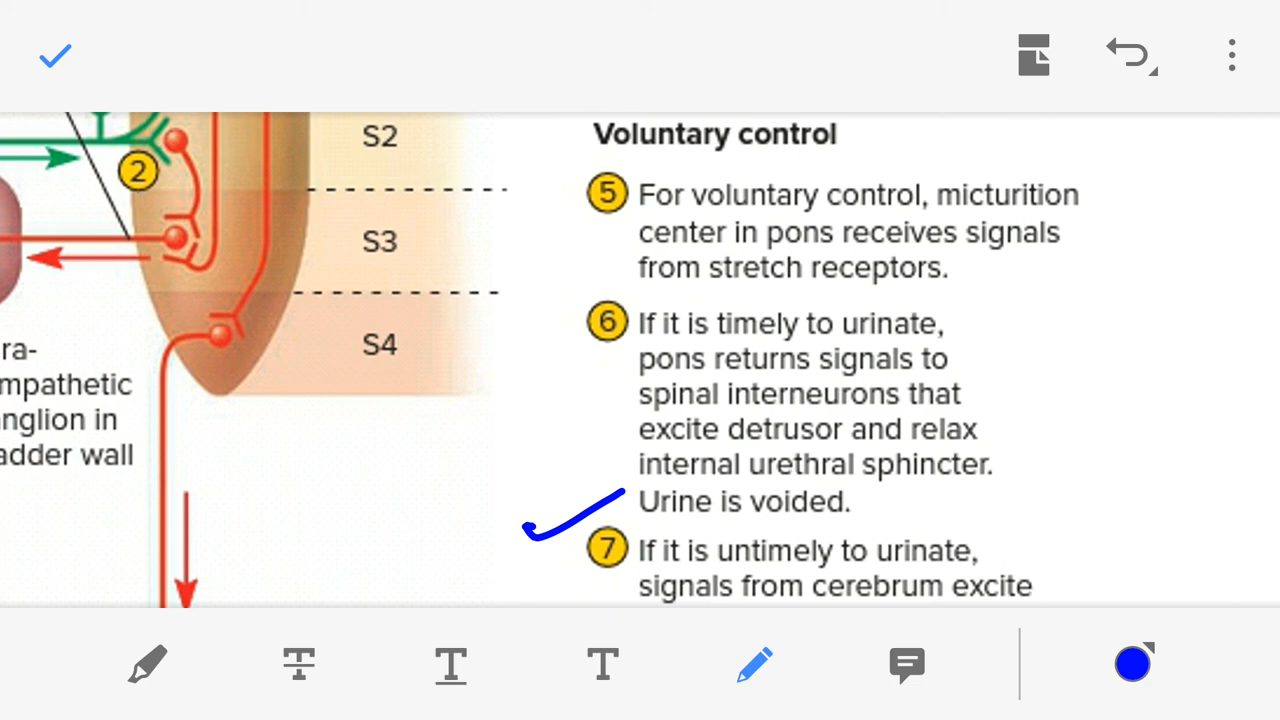 S2
2
S3
S4
ra-
mpathetic
nglion in
adder wall
Voluntary control
5 For voluntary control, micturition
center in pons receives signals
from stretch receptors.
6 If it is timely to urinate,
pons returns signals to
spinal interneurons that
excite detrusor and relax
internal urethral sphincter.
Urine is voided.
7 If it is untimely to urinate,
signals from cerebrum excite
T
T
T